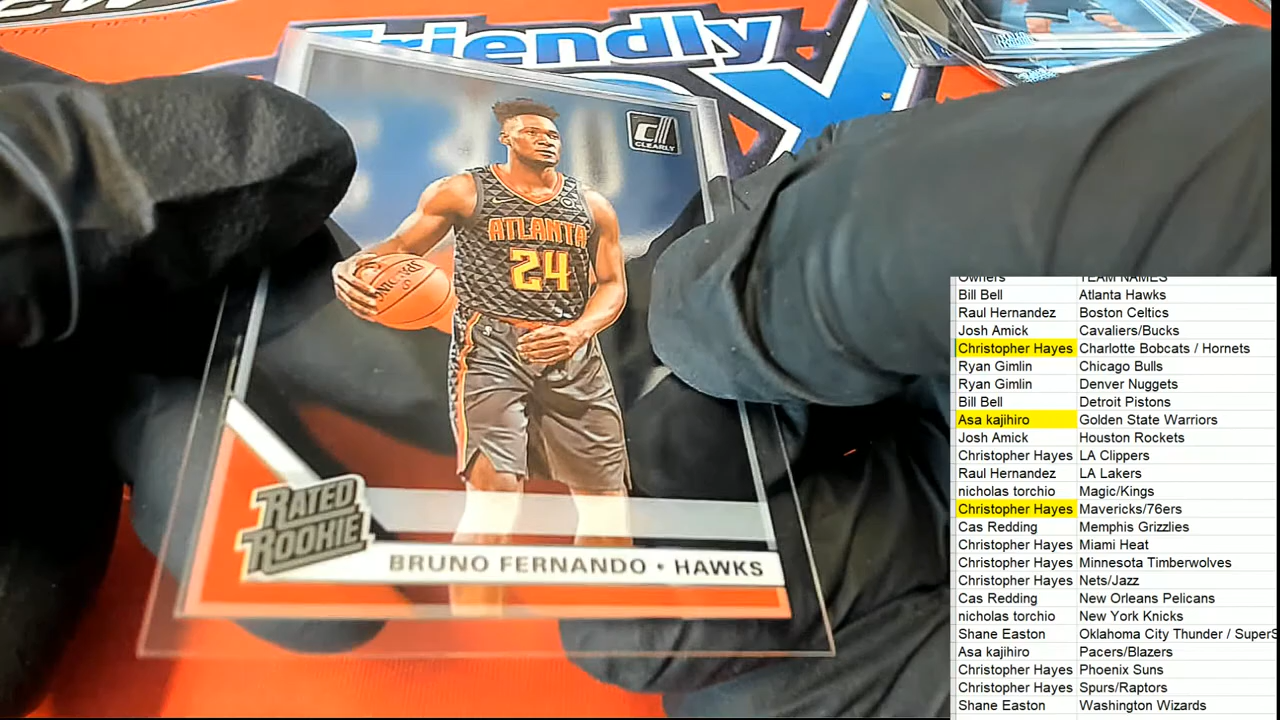 Friendly
CLEARLY
ATLANTA
24
SPALDING
RATED
ROOKIE
BRUNO FERNANDO • HAWKS
Owners TEAM NAMES
Bill Bell Atlanta Hawks
Raul Hernandez Boston Celtics
Josh Amick Cavaliers/Bucks
Christopher Hayes Charlotte Bobcats / Hornets
Ryan Gimlin Chicago Bulls
Ryan Gimlin Denver Nuggets
Bill Bell Detroit Pistons
Asa kajihiro Golden State Warriors
Josh Amick Houston Rockets
Christopher Hayes LA Clippers
Raul Hernandez LA Lakers
nicholas torchio Magic/Kings
Christopher Hayes Mavericks/76ers
Cas Redding Memphis Grizzlies
Christopher Hayes Miami Heat
Christopher Hayes Minnesota Timberwolves
Christopher Hayes Nets/Jazz
Cas Redding New Orleans Pelicans
nicholas torchio New York Knicks
Shane Easton Oklahoma City Thunder / SuperS
Asa kajihiro Pacers/Blazers
Christopher Hayes Phoenix Suns
Christopher Hayes Spurs/Raptors
Shane Easton Washington Wizards